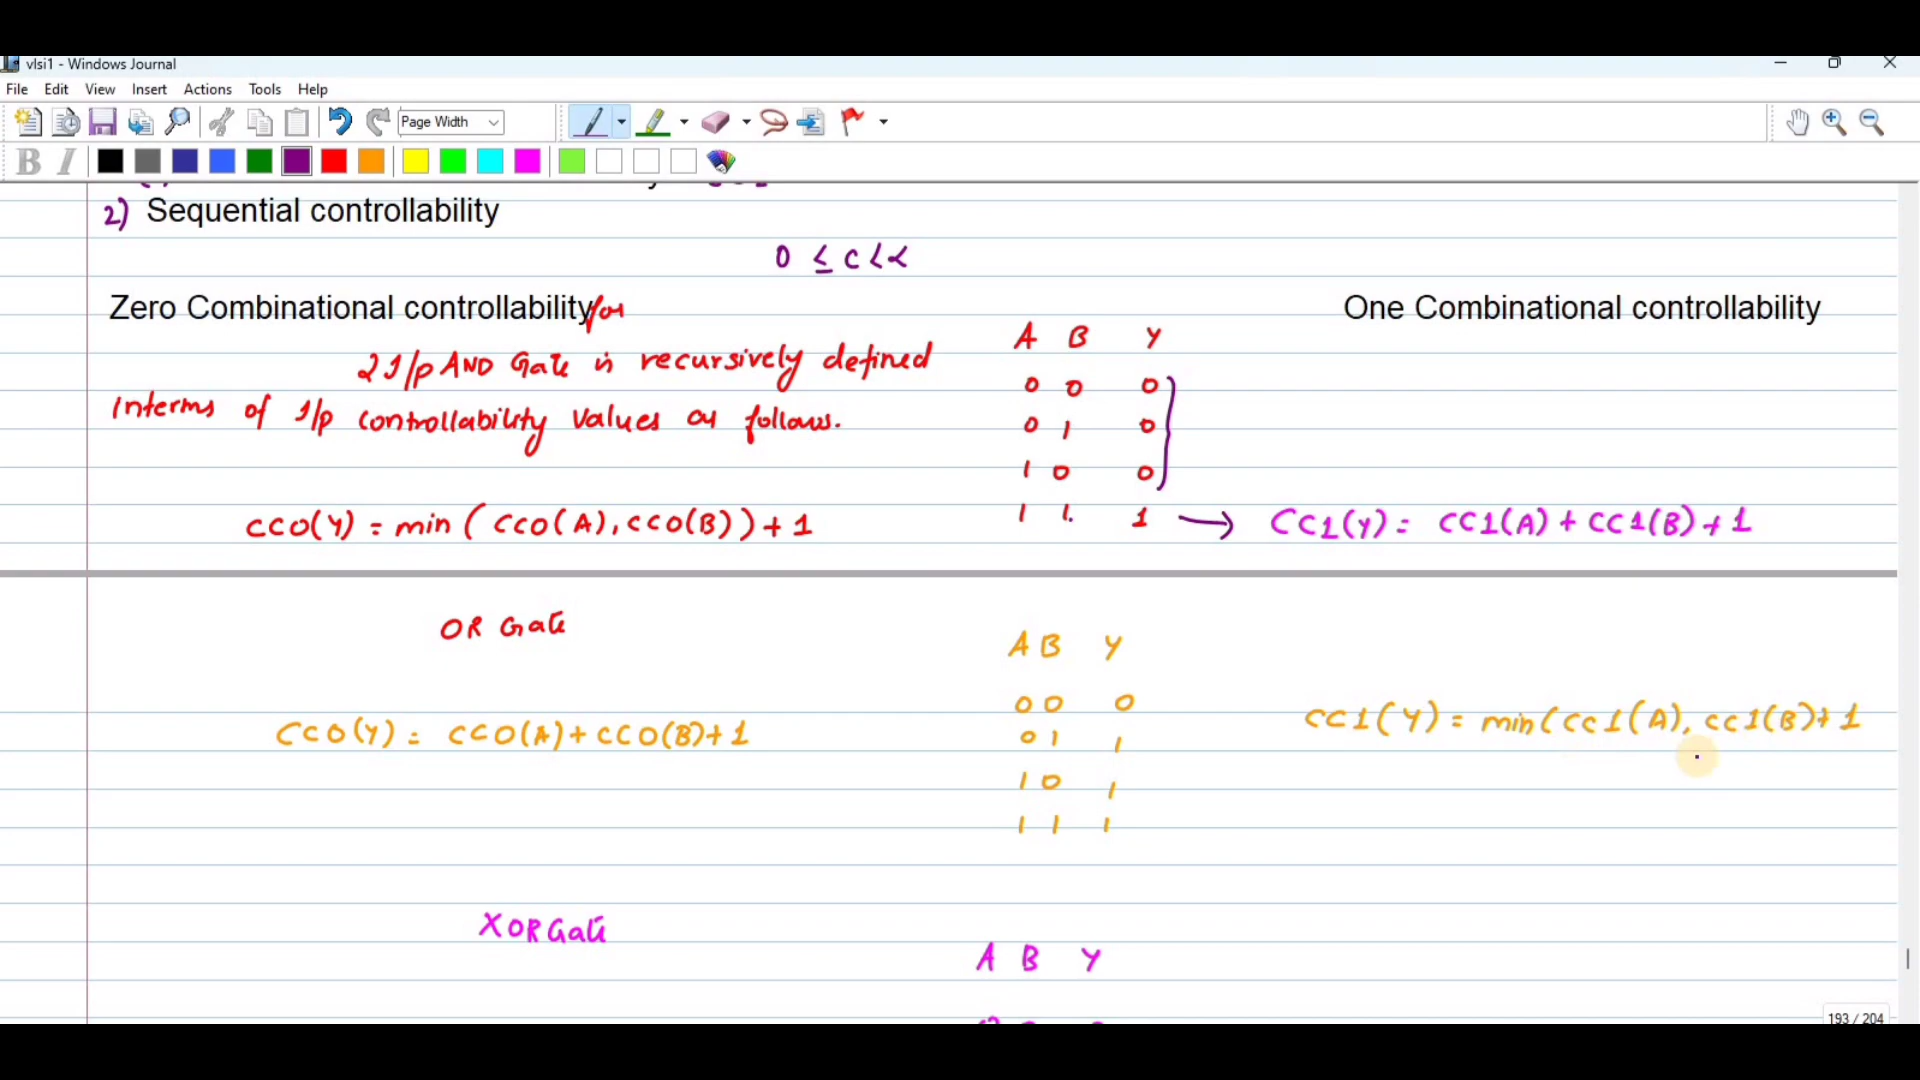 vlsi1 - Windows Journal
File Edit View Insert Actions Tools Help
Page Width
B I
2) Sequential controllability
0 ≤ c < α
Zero Combinational controllability for
One Combinational controllability
2 I/p AND Gate is recursively defined
interms of I/p controllability values as follows.
A B Y
0 0 0
0 1 0
1 0 0
1 1. 1
CC0(Y) = min ( CC0(A), CC0(B) ) + 1
→ CC1(Y) = CC1(A) + CC1(B) + 1
OR Gate
A B Y
0 0 0
0 1 1
1 0 1
1 1 1
CC0(Y) = CC0(A) + CC0(B) + 1
CC1(Y) = min (CC1(A), CC1(B) + 1
XOR Gate
A B Y
193 / 204